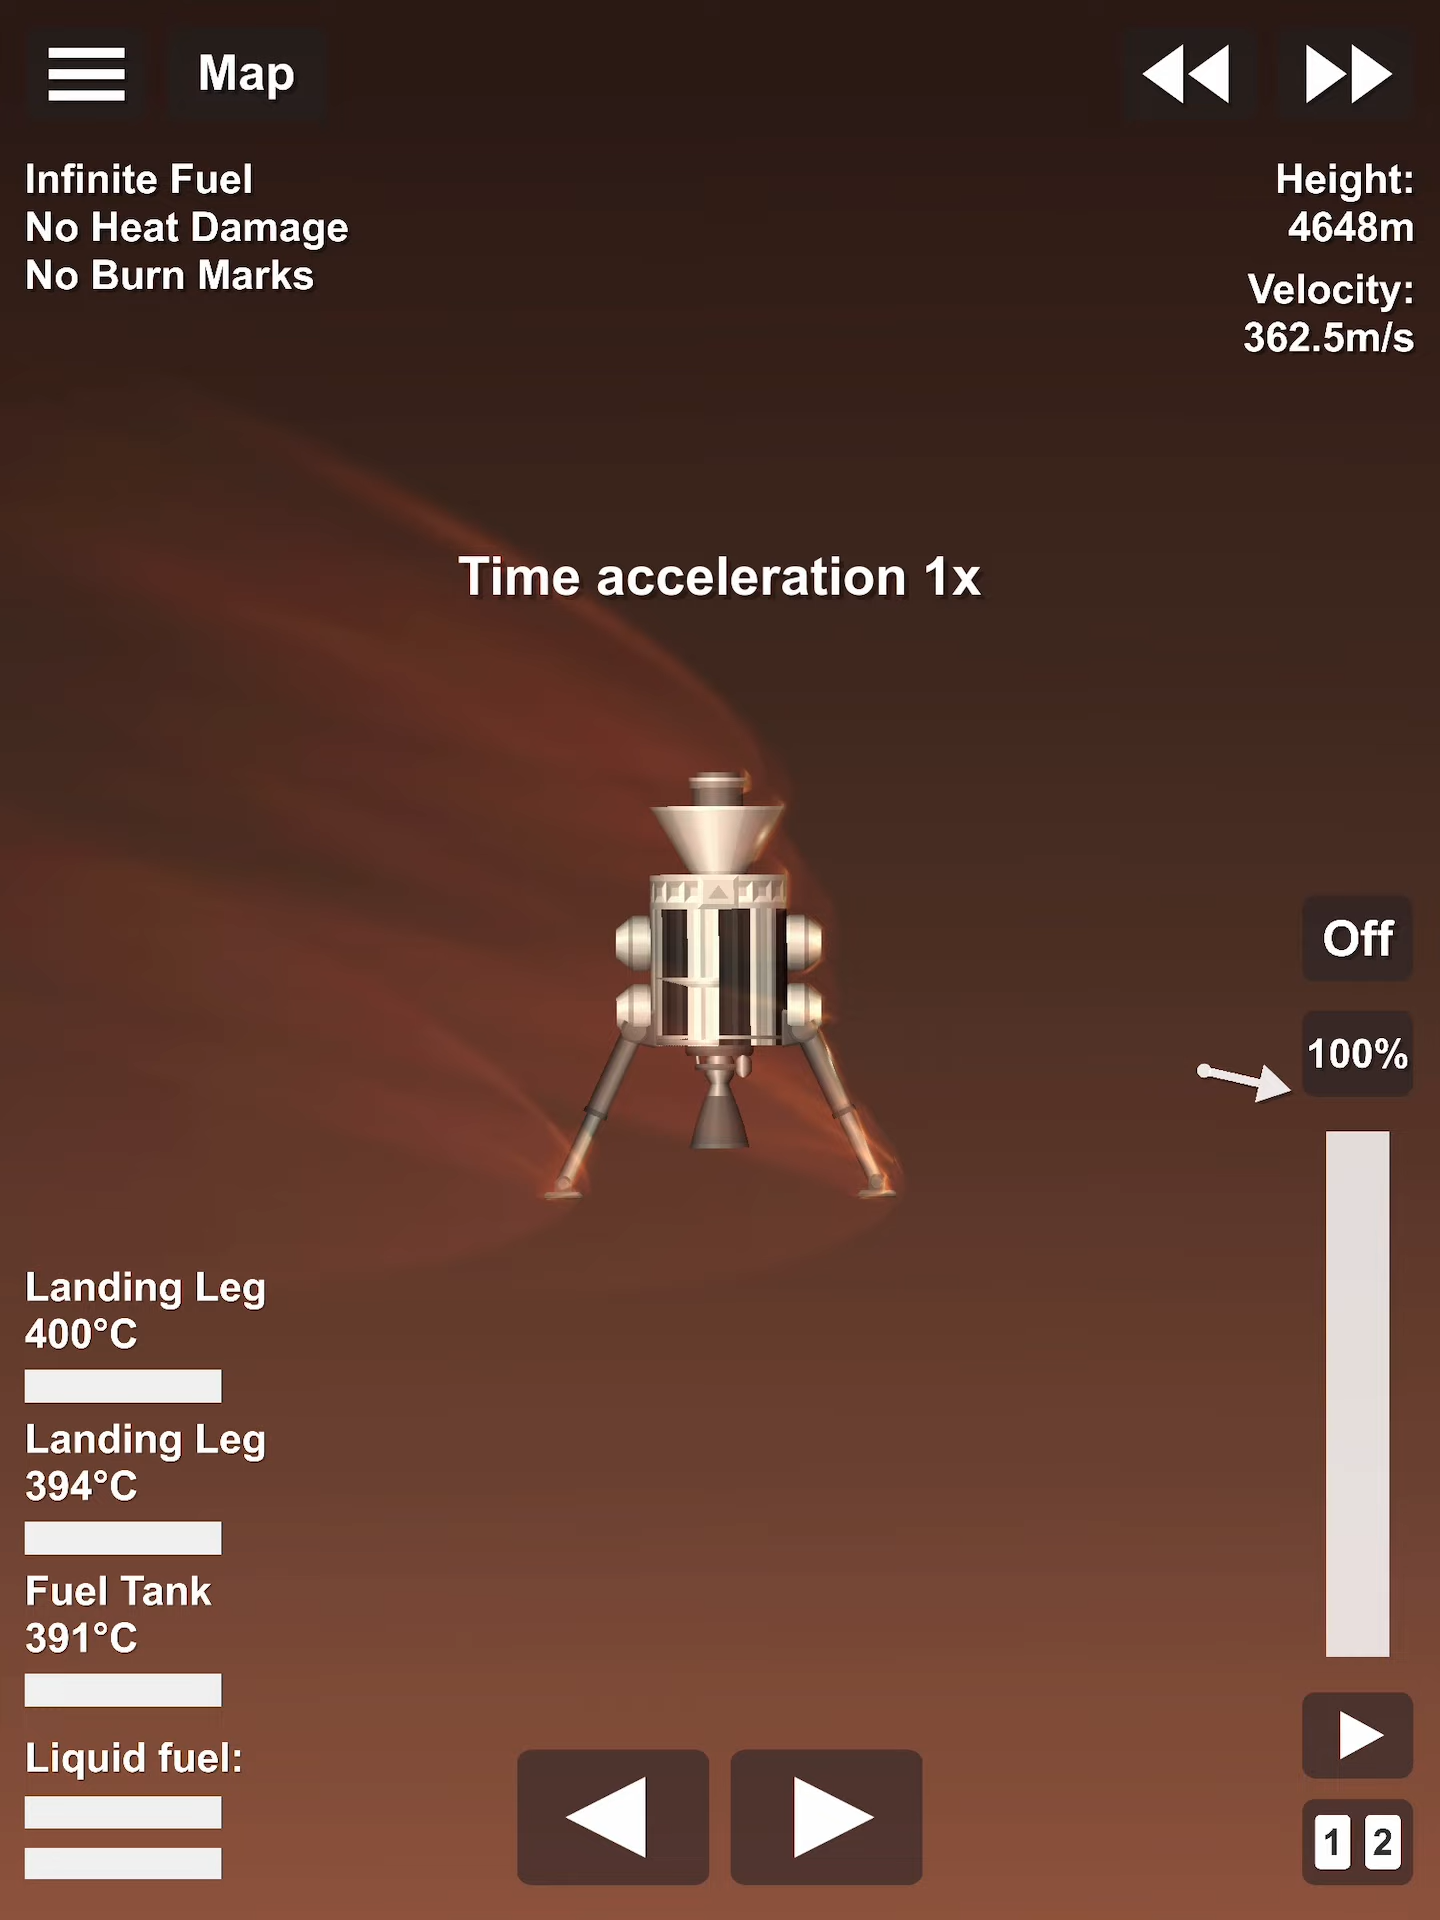 Map
Infinite Fuel
No Heat Damage
No Burn Marks
Height:
4648m
Velocity:
362.5m/s
Time acceleration 1x
Off
100%
Landing Leg
400°C
Landing Leg
394°C
Fuel Tank
391°C
Liquid fuel:
1 2